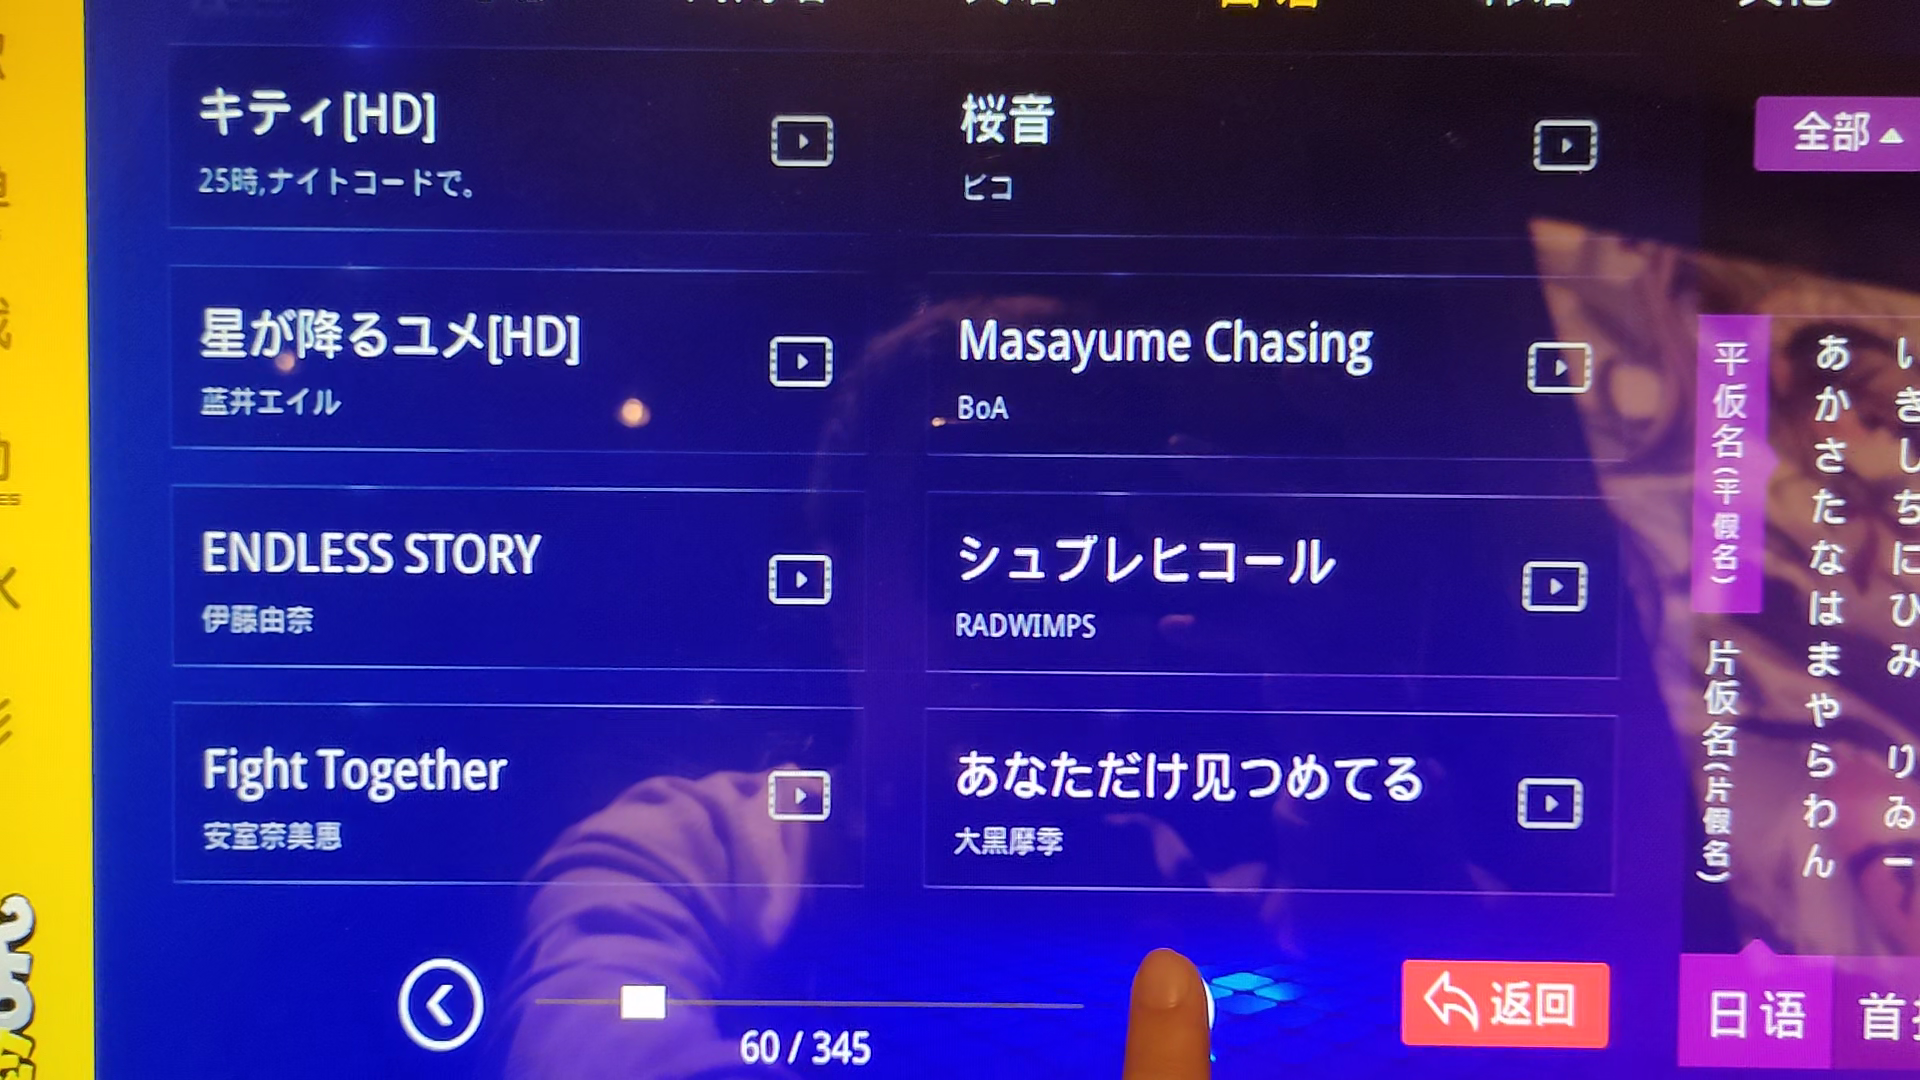 キティ[HD]
25時,ナイトコードで。
桜音
ピコ
全部
星が降るユメ[HD]
蓝井エイル
Masayume Chasing
BoA
ENDLESS STORY
伊藤由奈
シュプレヒコール
RADWIMPS
Fight Together
安室奈美恵
あなただけ见つめてる
大黒摩季
平仮名(平假名)
片仮名(片假名)
あかさたなはまやらわん
いきしちにひみ りゐー
60 / 345
返回
日语
首